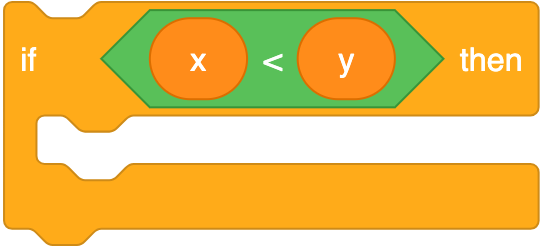 if x < y then